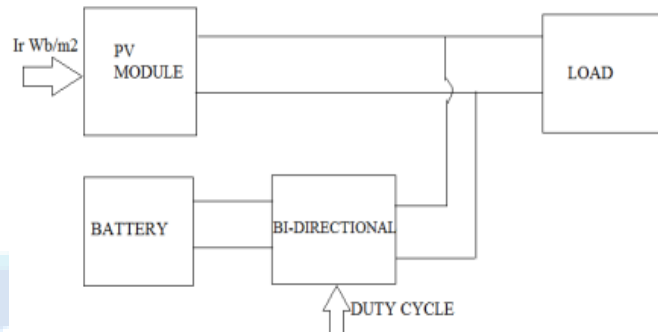 Ir Wb/m2
PV
MODULE
LOAD
BATTERY
BI-DIRECTIONAL
DUTY CYCLE